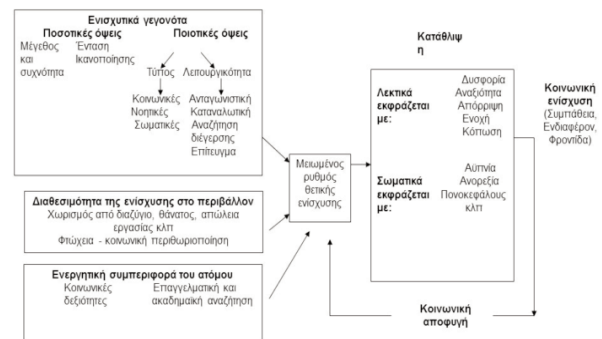 Ενισχυτικά γεγονότα
Ποσοτικές όψεις Ποιοτικές όψεις
Μέγεθος και συχνότητα
Ένταση Ικανοποίησης
Τύπος Λειτουργικότητα
Κοινωνικές
Νοητικές
Σωματικές
Ανταγωνιστική
Καταναλωτική
Αναζήτηση
διέγερσης
Επίτευγμα
Διαθεσιμότητα της ενίσχυσης στο περιβάλλον
Χωρισμός από διαζύγιο, θάνατος, απώλεια
εργασίας κλπ
Φτώχεια - κοινωνική περιθωριοποίηση
Ενεργητική συμπεριφορά του ατόμου
Κοινωνικές
δεξιότητες
Επαγγελματική και
ακαδημαϊκή αναζήτηση
Μειωμένος
ρυθμός
θετικής
ενίσχυσης
Κατάθλιψ
η
Λεκτικά
εκφράζεται
με:
Δυσφορία
Αναξιότητα
Απόρριψη
Ενοχή
Κόπωση
Σωματικά
εκφράζεται
με:
Αϋπνία
Ανορεξία
Πονοκεφάλους
κλπ
Κοινωνική
ενίσχυση
(Συμπάθεια,
Ενδιαφέρον,
Φροντίδα)
Κοινωνική
αποφυγή